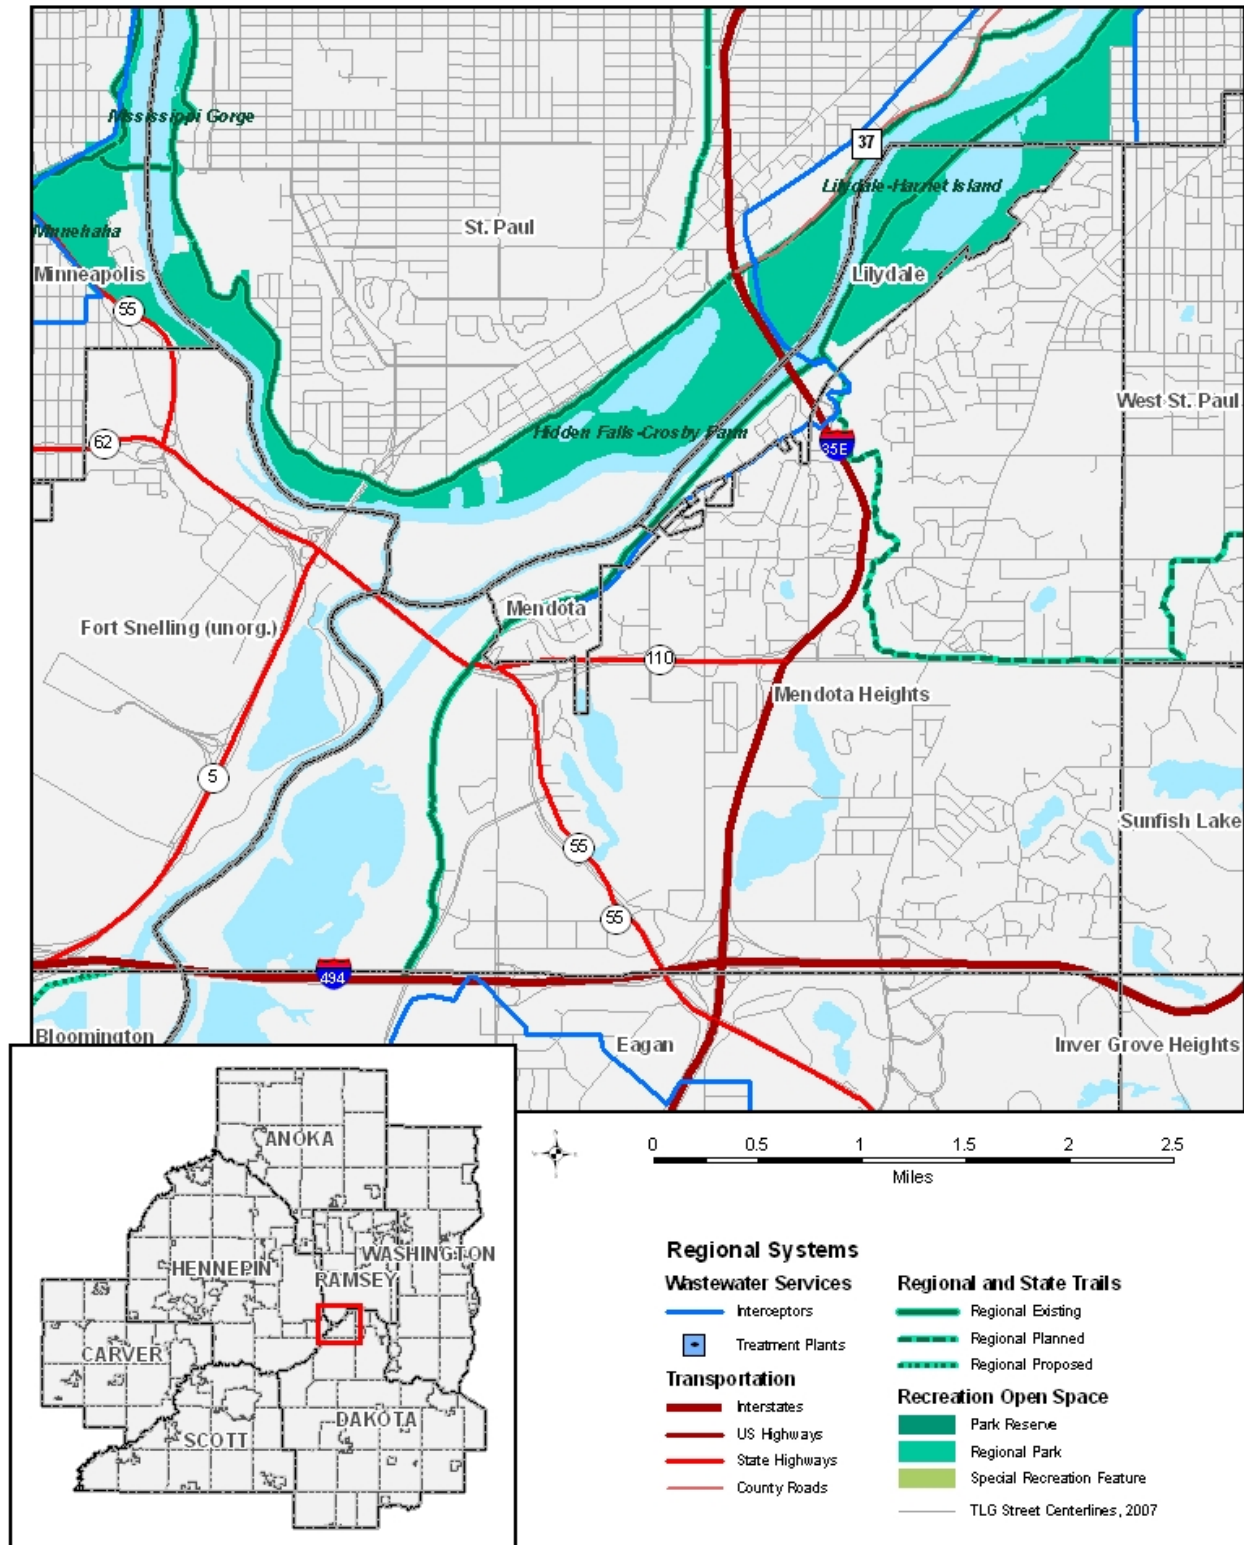 Mississippi Gorge
37
Lilydale-Harriet Island
St. Paul
Minnehaha
Minneapolis
Lilydale
55
West St. Paul
62
Hidden Falls-Crosby Farm
35E
Mendota
Fort Snelling (unorg.)
110
Mendota Heights
5
Sunfish Lake
55
55
494
Bloomington
Eagan
Inver Grove Heights
ANOKA
WASHINGTON
HENNEPIN
RAMSEY
CARVER
DAKOTA
SCOTT
0 0.5 1 1.5 2 2.5
Miles
Regional Systems
Wastewater Services
Interceptors
Treatment Plants
Transportation
Interstates
US Highways
State Highways
County Roads
Regional and State Trails
Regional Existing
Regional Planned
Regional Proposed
Recreation Open Space
Park Reserve
Regional Park
Special Recreation Feature
TLG Street Centerlines, 2007